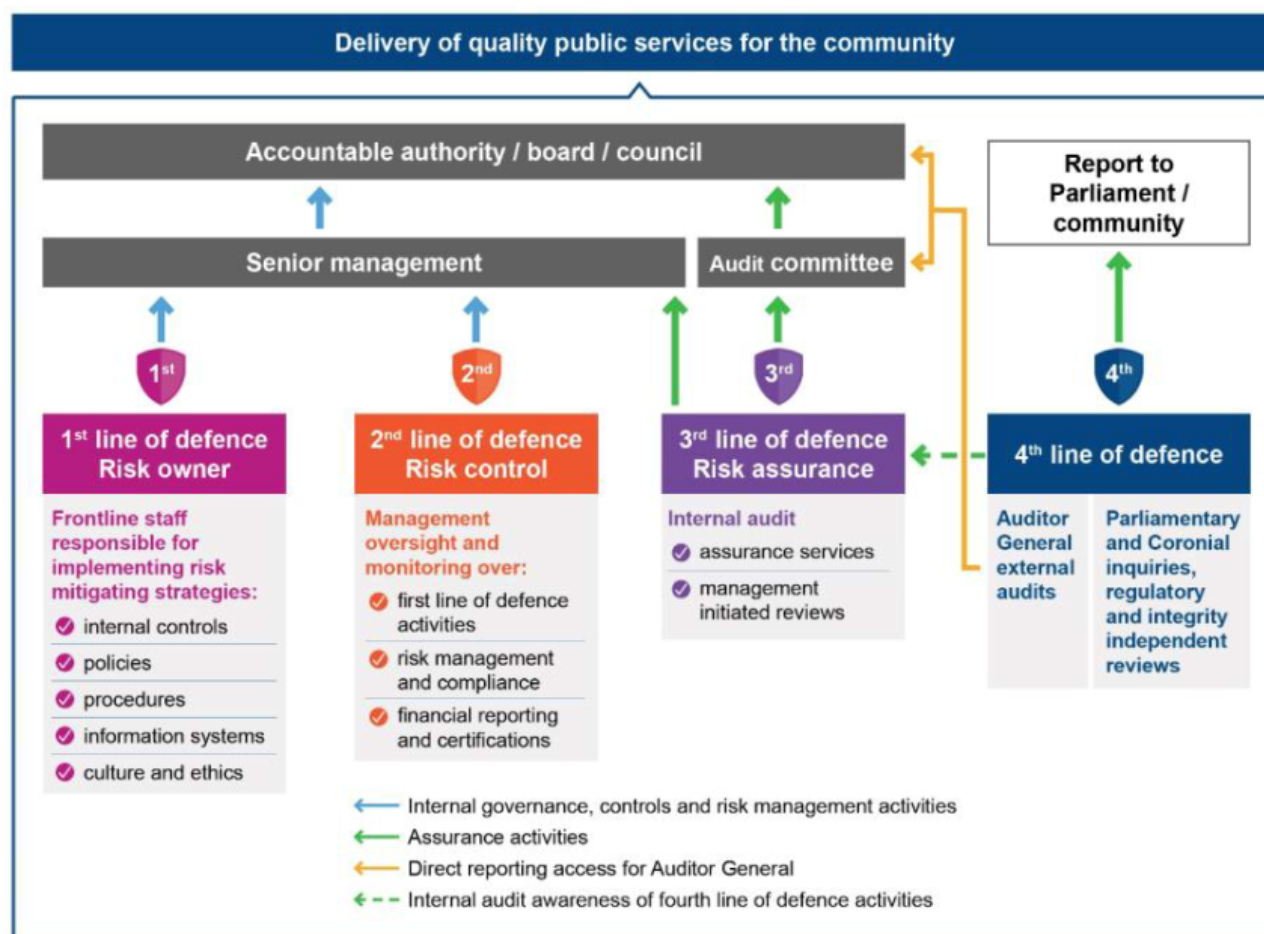 Delivery of quality public services for the community
Accountable authority / board / council
Report to
Parliament /
community
Senior management
Audit committee
1st
2nd
3rd
4th
1st line of defence
Risk owner
Frontline staff
responsible for
implementing risk
mitigating strategies:
internal controls
policies
procedures
information systems
culture and ethics
2nd line of defence
Risk control
Management
oversight and
monitoring over:
first line of defence
activities
risk management
and compliance
financial reporting
and certifications
3rd line of defence
Risk assurance
Internal audit
assurance services
management
initiated reviews
4th line of defence
Auditor
General
external
audits
Parliamentary
and Coronial
inquiries,
regulatory
and integrity
independent
reviews
Internal governance, controls and risk management activities
Assurance activities
Direct reporting access for Auditor General
Internal audit awareness of fourth line of defence activities